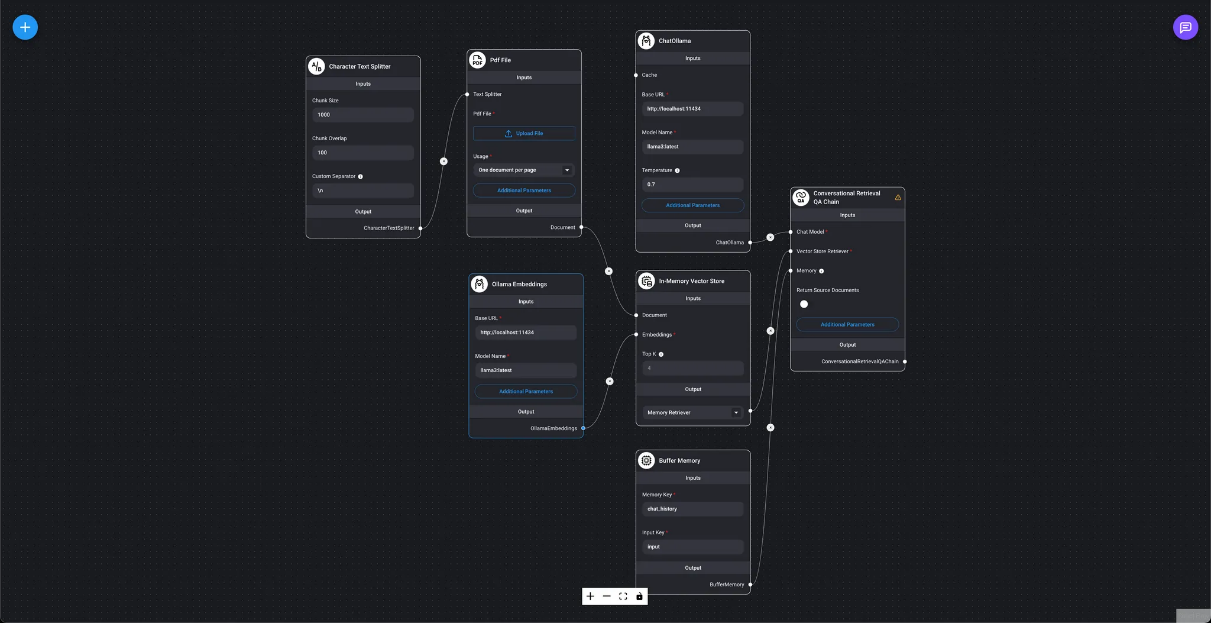 Character Text Splitter
Inputs
Chunk Size
1000
Chunk Overlap
100
Custom Separator
\n
Output
CharacterTextSplitter
PDF
Pdf File
Inputs
Text Splitter
Pdf File *
Upload File
Usage *
One document per page
Additional Parameters
Output
Document
ChatOllama
Inputs
Cache
Base URL *
http://localhost:11434
Model Name *
llama3:latest
Temperature
0.7
Additional Parameters
Output
ChatOllama
Ollama Embeddings
Inputs
Base URL *
http://localhost:11434
Model Name *
llama3:latest
Additional Parameters
Output
OllamaEmbeddings
In-Memory Vector Store
Inputs
Document
Embeddings *
Top K
4
Output
Memory Retriever
Buffer Memory
Inputs
Memory Key *
chat_history
Input Key *
input
Output
BufferMemory
QA
Conversational Retrieval
QA Chain
Inputs
Chat Model *
Vector Store Retriever *
Memory
Return Source Documents
Additional Parameters
Output
ConversationalRetrievalQAChain